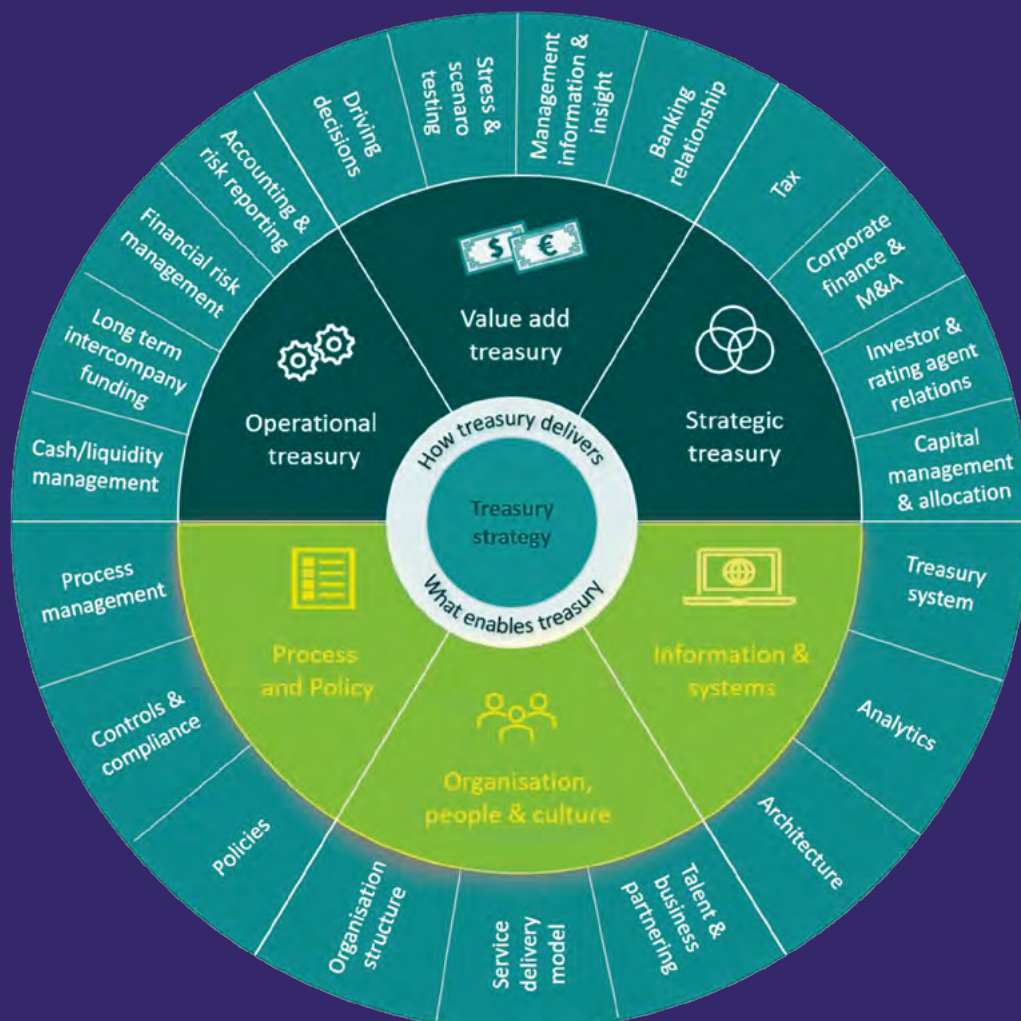 Driving
decisions
Stress &
scenaro
testing
Management
information &
insight
Banking
relationship
Tax
Corporate
finance &
M&A
Investor &
rating agent
relations
Capital
management
& allocation
Accounting &
risk reporting
Financial risk
management
Long term
intercompany
funding
Cash/liquidity
management
Value add
treasury
Operational
treasury
Strategic
treasury
How treasury delivers
Treasury
strategy
What enables treasury
Process
and Policy
Organisation,
people & culture
Information &
systems
Process
management
Controls &
compliance
Policies
Organisation
structure
Service
delivery
model
Talent &
business
partnering
Architecture
Analytics
Treasury
system
$
€